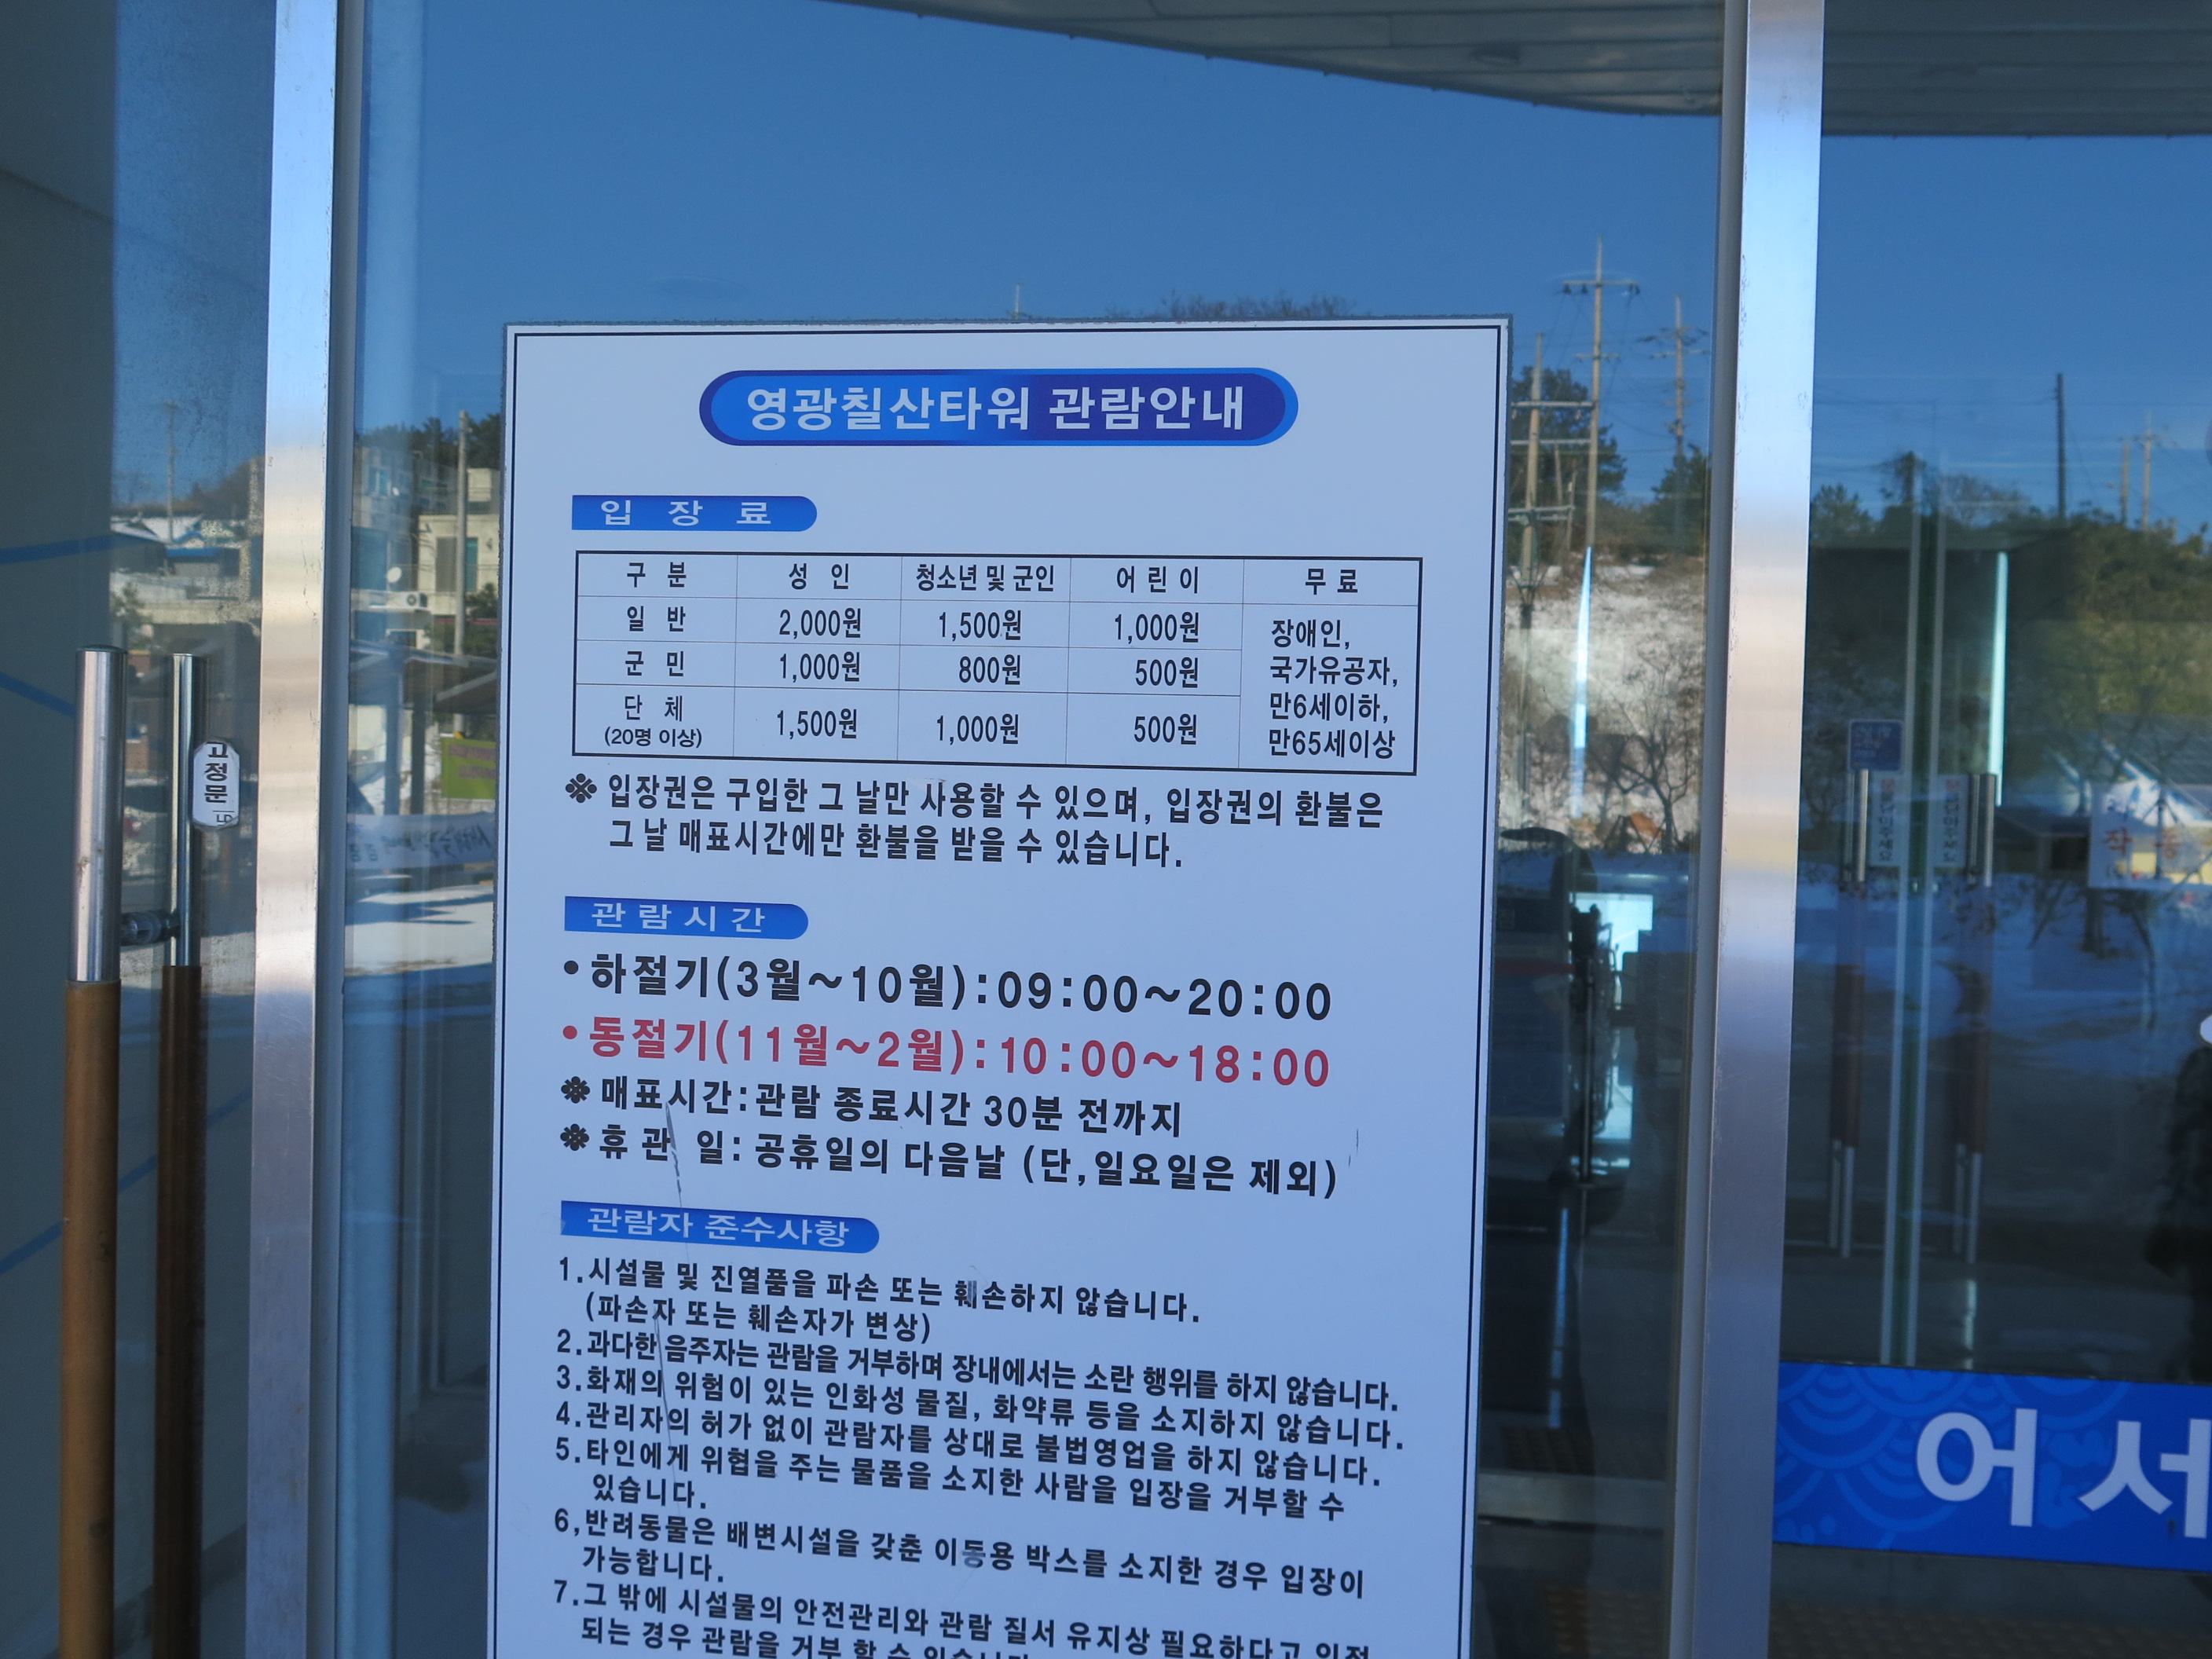 영광칠산타워 관람안내
입 장 료
구 분 성 인 청소년 및 군인 어 린 이 무 료
일 반 2,000원 1,500원 1,000원 장애인,
군 민 1,000원 800원 500원 국가유공자,
만6세이하,
단 체 1,500원 1,000원 500원 만65세이상
(20명 이상)
※ 입장권은 구입한 그 날만 사용할 수 있으며, 입장권의 환불은
그 날 매표시간에만 환불을 받을 수 있습니다.
관 람 시 간
•하절기(3월~10월):09:00~20:00
•동절기(11월~2월):10:00~18:00
※ 매표시간:관람 종료시간 30분 전까지
※ 휴 관 일: 공휴일의 다음날 (단,일요일은 제외)
관람자 준수사항
1.시설물 및 진열품을 파손 또는 훼손하지 않습니다.
(파손자 또는 훼손자가 변상)
2.과다한 음주자는 관람을 거부하며 장내에서는 소란 행위를 하지 않습니다.
3.화재의 위험이 있는 인화성 물질, 화약류 등을 소지하지 않습니다.
4.관리자의 허가 없이 관람자를 상대로 불법영업을 하지 않습니다.
5.타인에게 위협을 주는 물품을 소지한 사람을 입장을 거부할 수
있습니다.
6,반려동물은 배변시설을 갖춘 이동용 박스를 소지한 경우 입장이
가능합니다.
7.그 밖에 시설물의 안전관리와 관람 질서 유지상 필요하다고 인정
되는 경우 관람을 거부 할 수 있습니다
고정문
어서